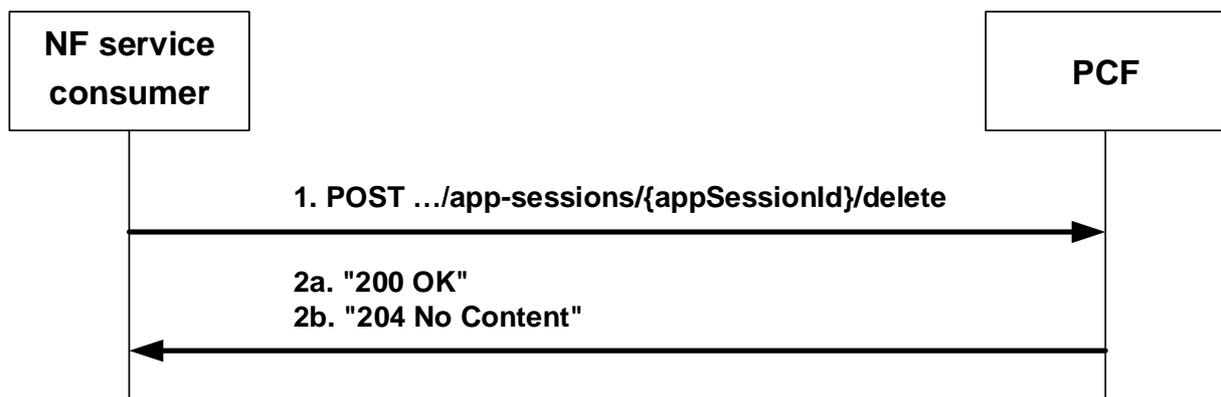 NF service
consumer
PCF
1. POST …/app-sessions/{appSessionId}/delete
2a. "200 OK"
2b. "204 No Content"